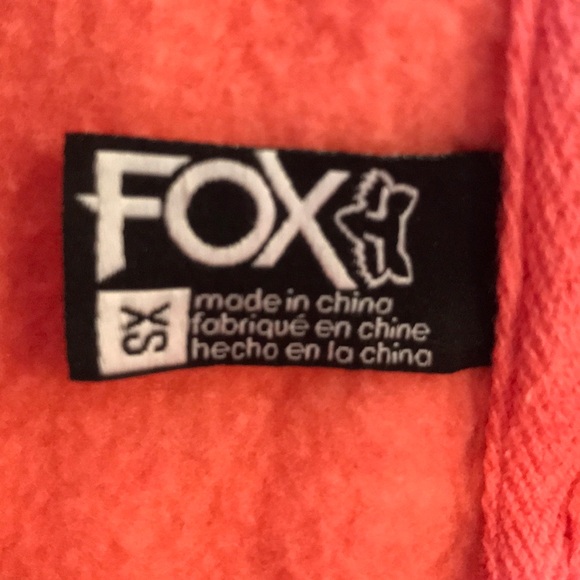 FOX
XS
made in china
fabriqué en chine
hecho en la china